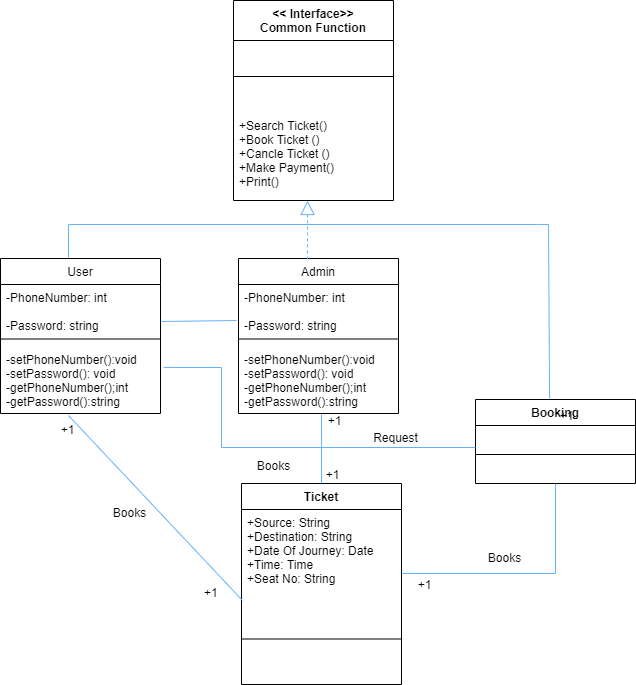 << Interface>>
Common Function
+Search Ticket()
+Book Ticket ()
+Cancle Ticket ()
+Make Payment()
+Print()
User
-PhoneNumber: int
-Password: string
-setPhoneNumber():void
-setPassword(): void
-getPhoneNumber();int
-getPassword():string
Admin
-PhoneNumber: int
-Password: string
-setPhoneNumber():void
-setPassword(): void
-getPhoneNumber();int
-getPassword():string
Booking
+1
+1
+1
Request
Books
+1
Ticket
+Source: String
+Destination: String
+Date Of Journey: Date
+Time: Time
+Seat No: String
Books
Books
+1
+1